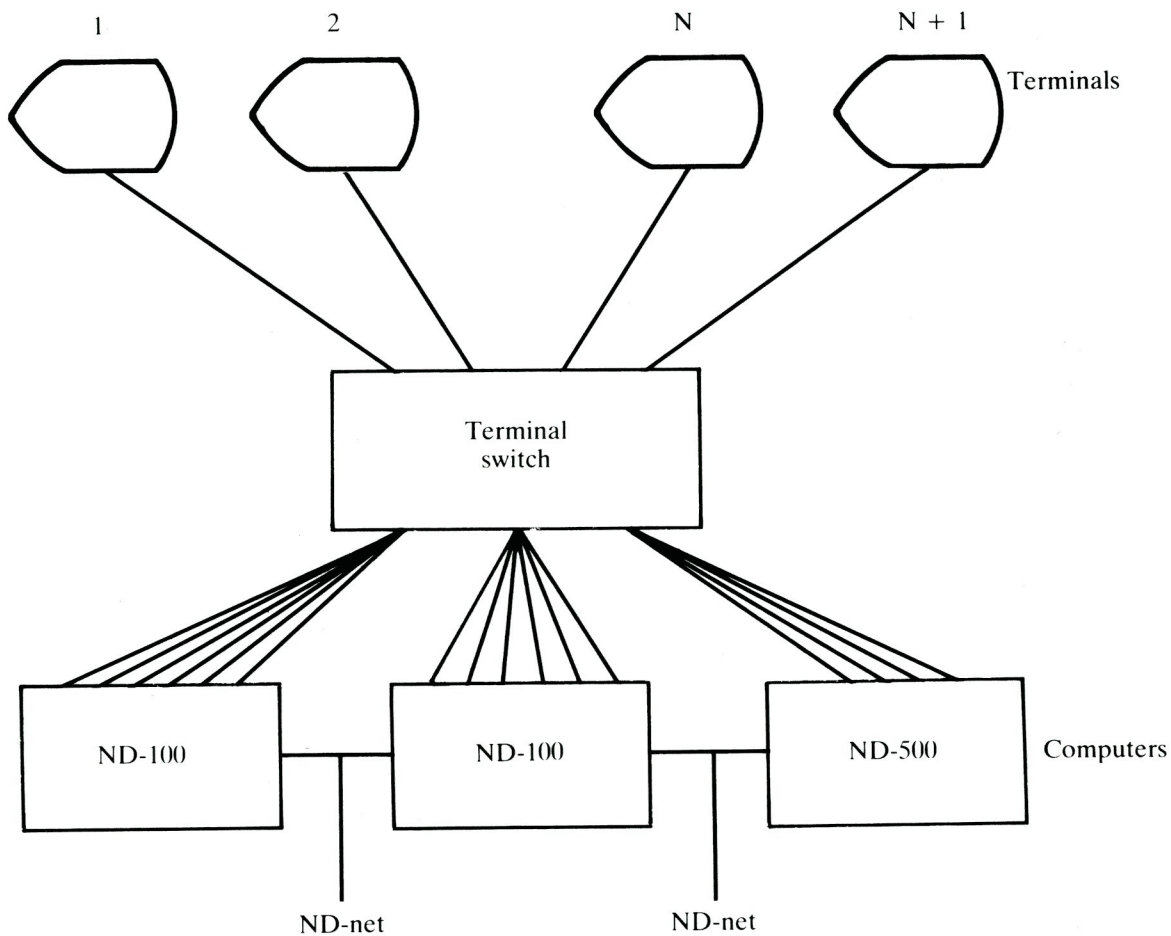 1
2
N
N + 1
Terminals
Terminal
switch
ND-100
ND-100
ND-500
Computers
ND-net
ND-net